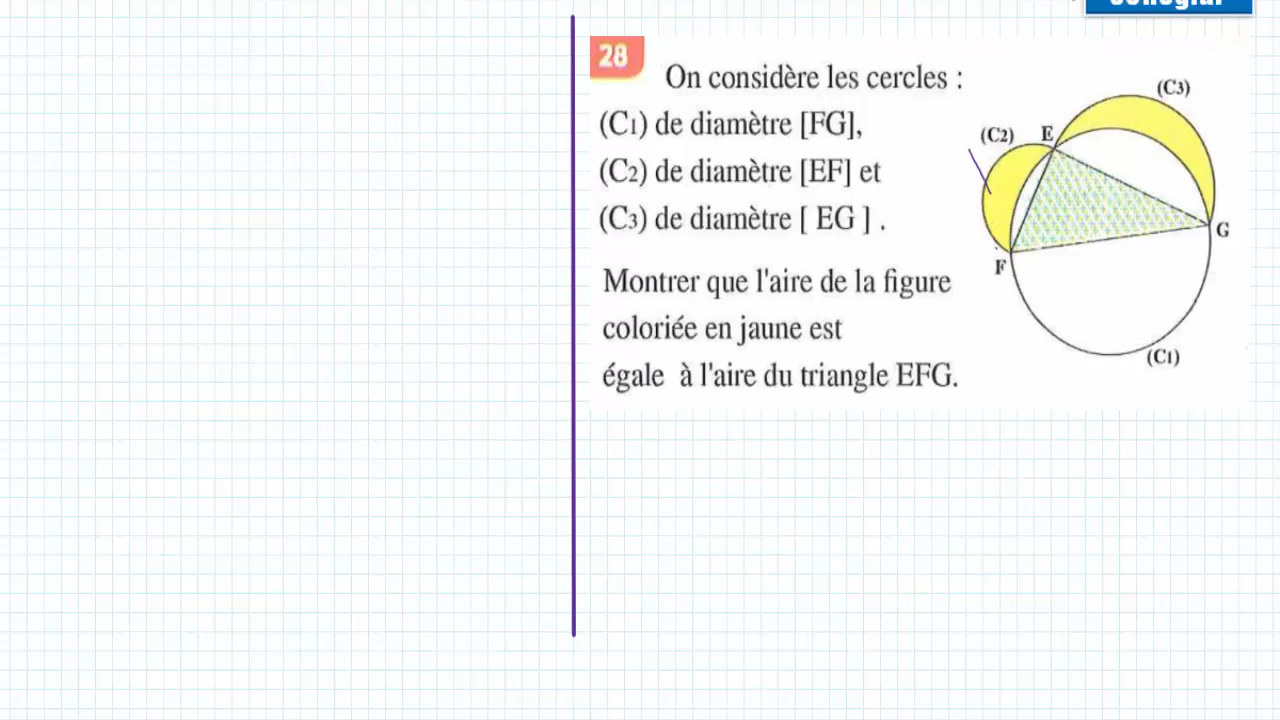 28
On considère les cercles :
(C1) de diamètre [FG],
(C2) de diamètre [EF] et
(C3) de diamètre [ EG ] .
Montrer que l'aire de la figure
coloriée en jaune est
égale à l'aire du triangle EFG.
(C3)
(C2)
E
G
F
(C1)